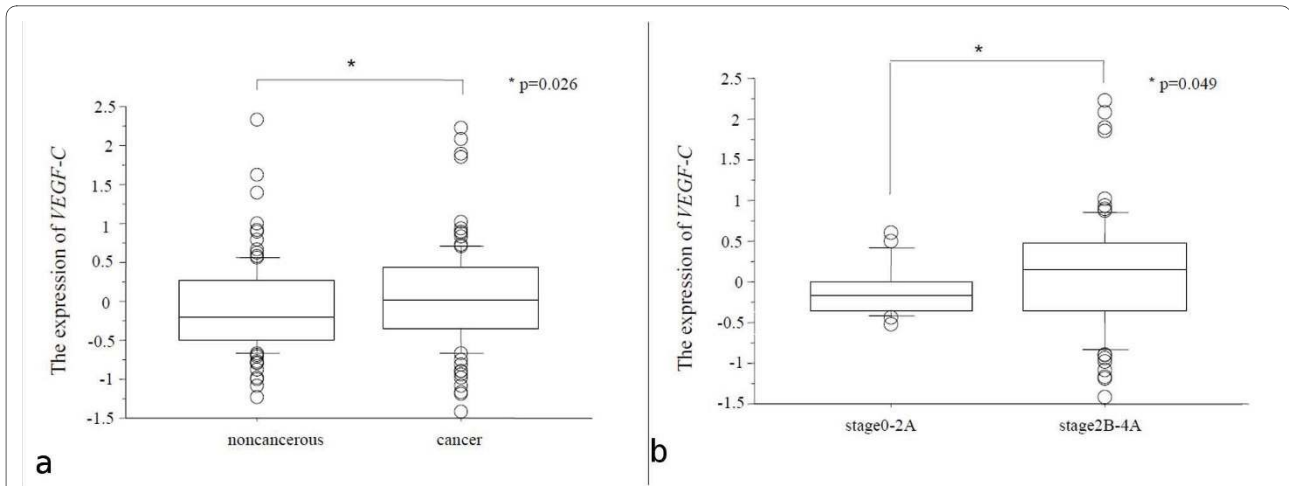 *
* p=0.026
The expression of VEGF-C
2.5
2
1.5
1
0.5
0
-0.5
-1
-1.5
noncancerous cancer
a
*
* p=0.049
The expression of VEGF-C
2.5
2
1.5
1
0.5
0
-0.5
-1
-1.5
stage0-2A stage2B-4A
b